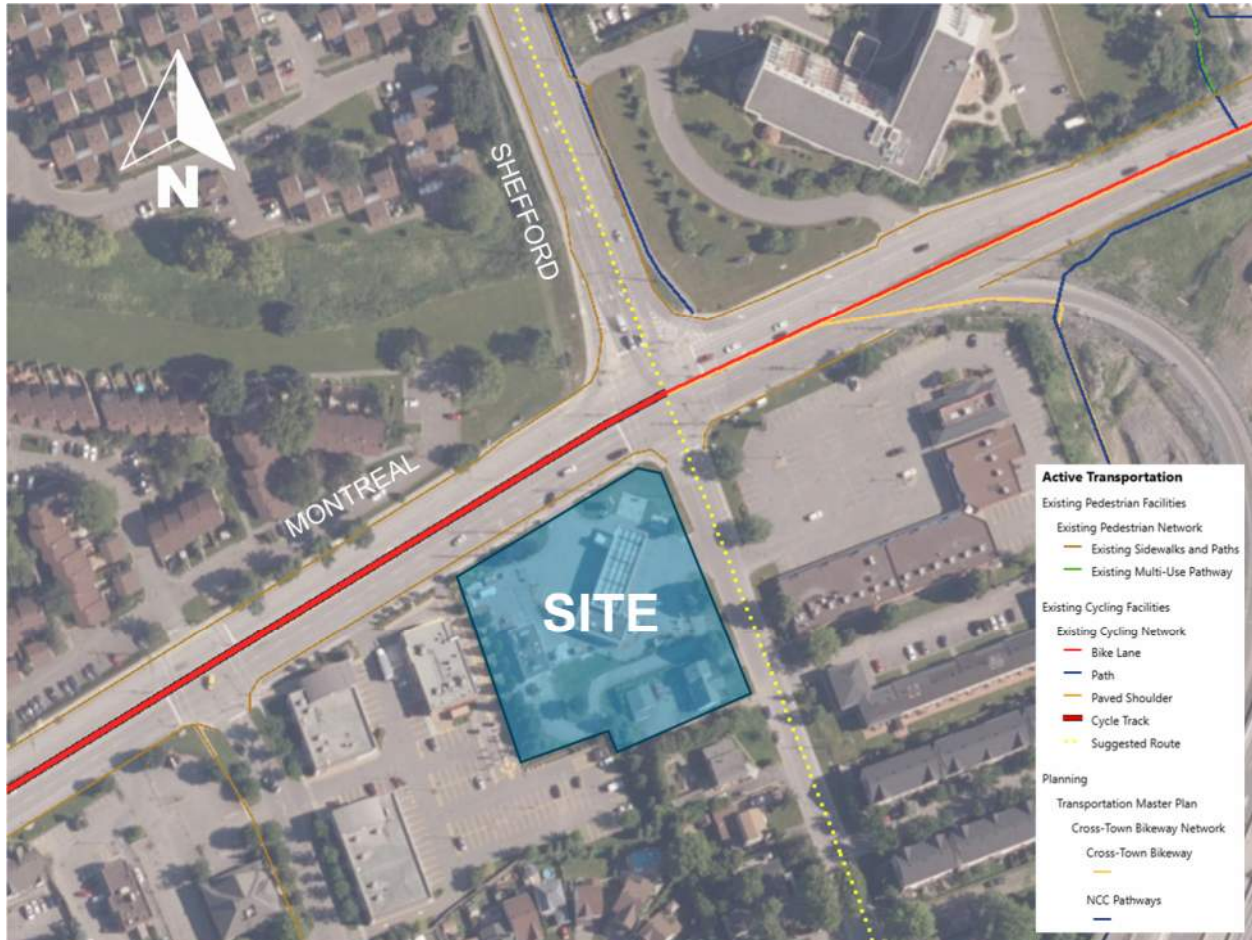 N
SHEFFORD
MONTREAL
SITE
Active Transportation
Existing Pedestrian Facilities
Existing Pedestrian Network
Existing Sidewalks and Paths
Existing Multi-Use Pathway
Existing Cycling Facilities
Existing Cycling Network
Bike Lane
Path
Paved Shoulder
Cycle Track
Suggested Route
Planning
Transportation Master Plan
Cross-Town Bikeway Network
Cross-Town Bikeway
NCC Pathways